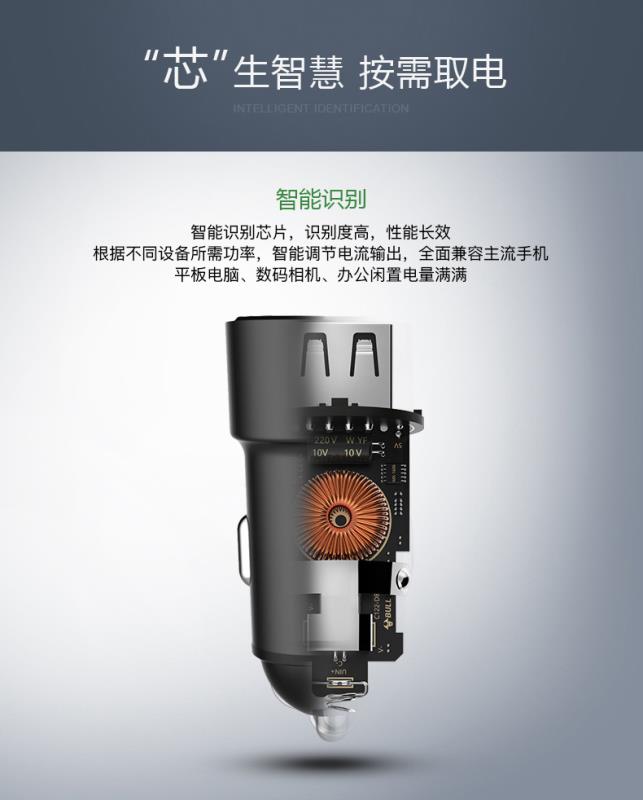 “芯”生智慧 按需取电
INTELLIGENT IDENTIFICATION
智能识别
智能识别芯片，识别度高，性能长效
根据不同设备所需功率，智能调节电流输出，全面兼容主流手机
平板电脑、数码相机、办公闲置电量满满
220V W.YF
10V 10V
5V
BULL
V-
C-
UIN+